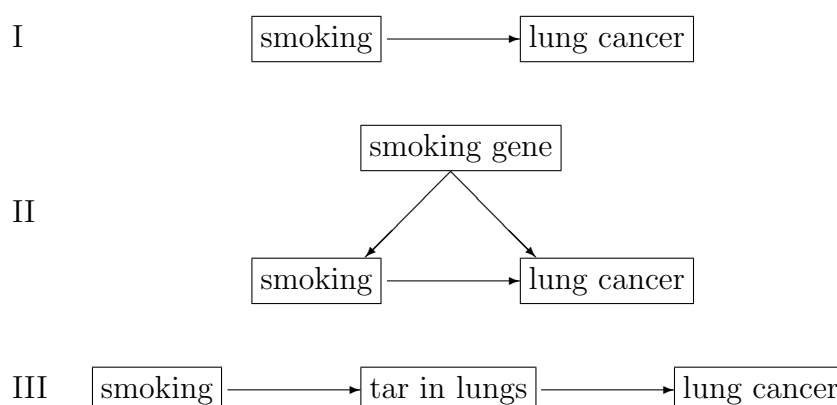 I smoking lung cancer
smoking gene
II
smoking lung cancer
III smoking tar in lungs lung cancer